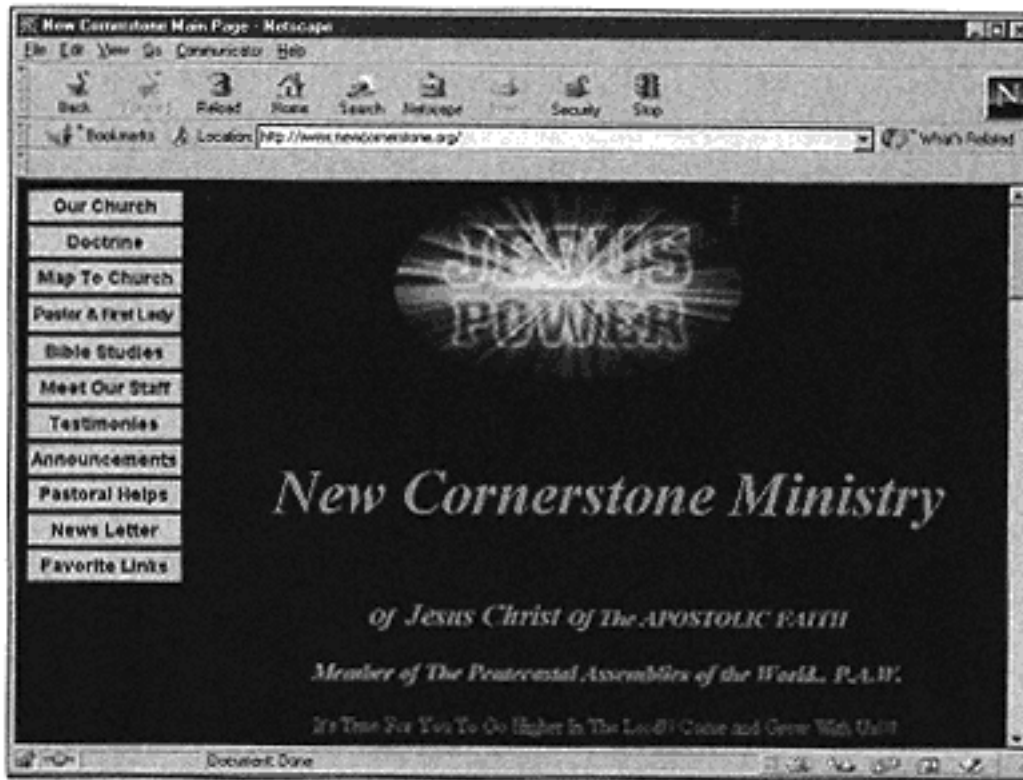 New Cornerstone Main Page - Netscape
File Edit View Go Communicator Help
Back Reload Home Search Netscape Security Stop
Bookmarks Location: http://www.newcornerstone.org/ What's Related
Our Church
Doctrine
Map To Church
Pastor & First Lady
Bible Studies
Meet Our Staff
Testimonies
Announcements
Pastoral Helps
News Letter
Favorite Links
JESUS
POWER
New Cornerstone Ministry
of Jesus Christ Of The APOSTOLIC FAITH
Member of The Pentecostal Assemblies of the World.. P.A.W.
It's Time For You To Go Higher In The Lord!! Come and Grow With Us!!!
Document: Done